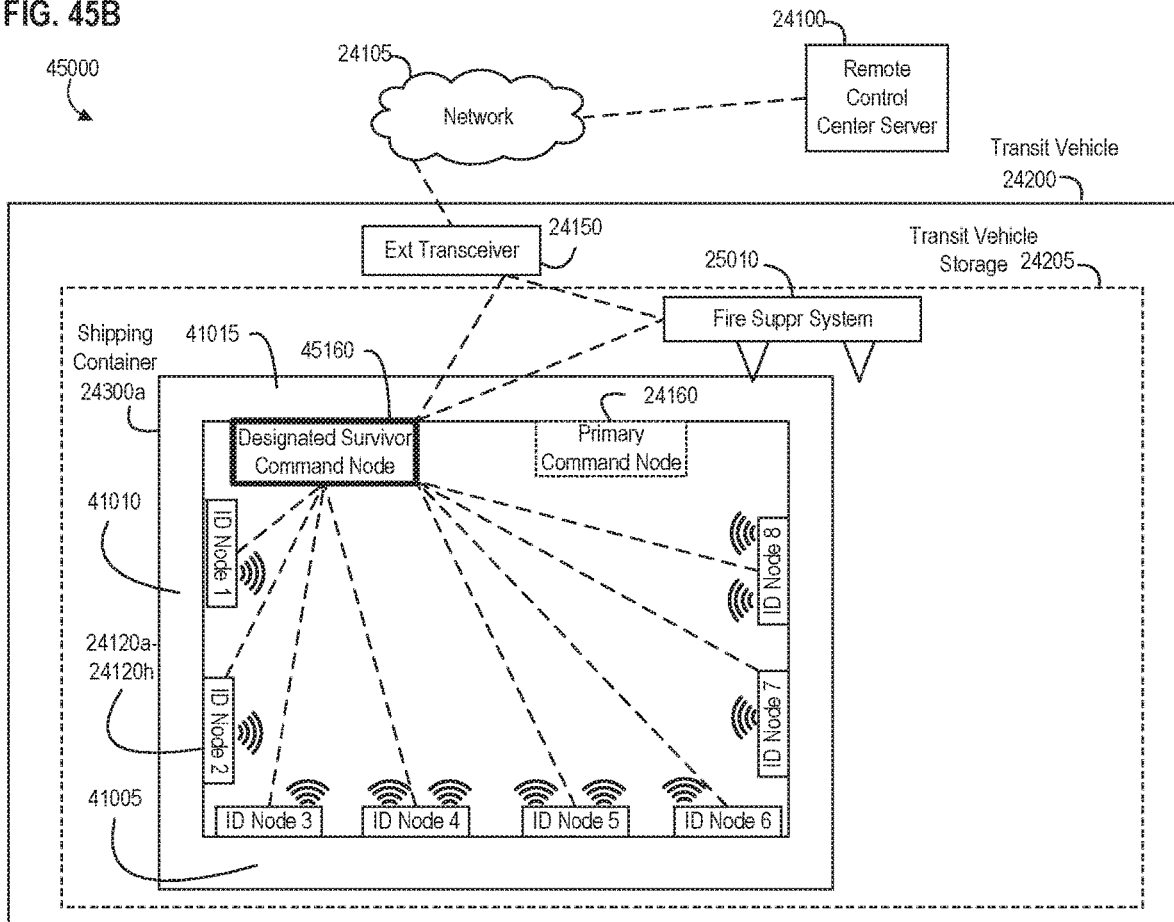 FIG. 45B
45000
24105
24100
Network
Remote
Control
Center Server
Transit Vehicle
24200
Ext Transceiver
24150
Transit Vehicle
Storage 24205
25010
Fire Suppr System
Shipping
Container
24300a
41015
45160
24160
Designated Survivor
Command Node
Primary
Command Node
41010
ID Node 1
ID Node 8
24120a-
24120h
ID Node 2
ID Node 7
41005
ID Node 3
ID Node 4
ID Node 5
ID Node 6